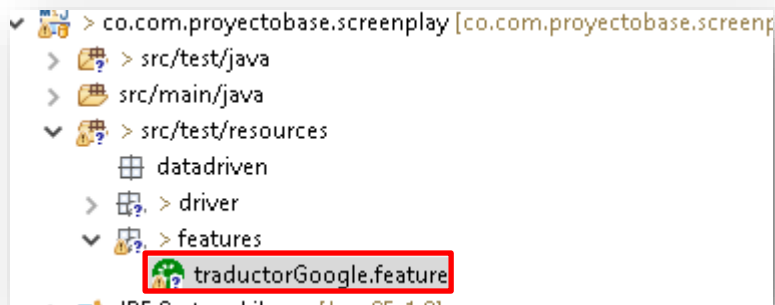 > co.com.proyectobase.screenplay [co.com.proyectobase.screenp
> src/test/java
src/main/java
> src/test/resources
datadriven
> driver
> features
traductorGoogle.feature